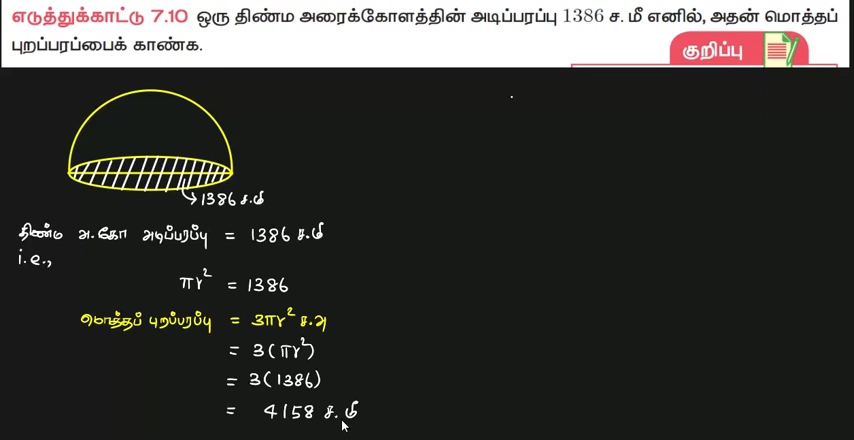 எடுத்துக்காட்டு 7.10 ஒரு திண்ம அரைக்கோளத்தின் அடிப்பரப்பு 1386 ச. மீ எனில், அதன் மொத்தப்
புறப்பரப்பைக் காண்க.
குறிப்பு
1386 ச.மீ
திண்ம அ.கோ அடிப்பரப்பு = 1386 ச.மீ
i.e.,
πr² = 1386
மொத்தப் புறப்பரப்பு = 3πr² ச.அ
= 3(πr²)
= 3(1386)
= 4158 ச.மீ